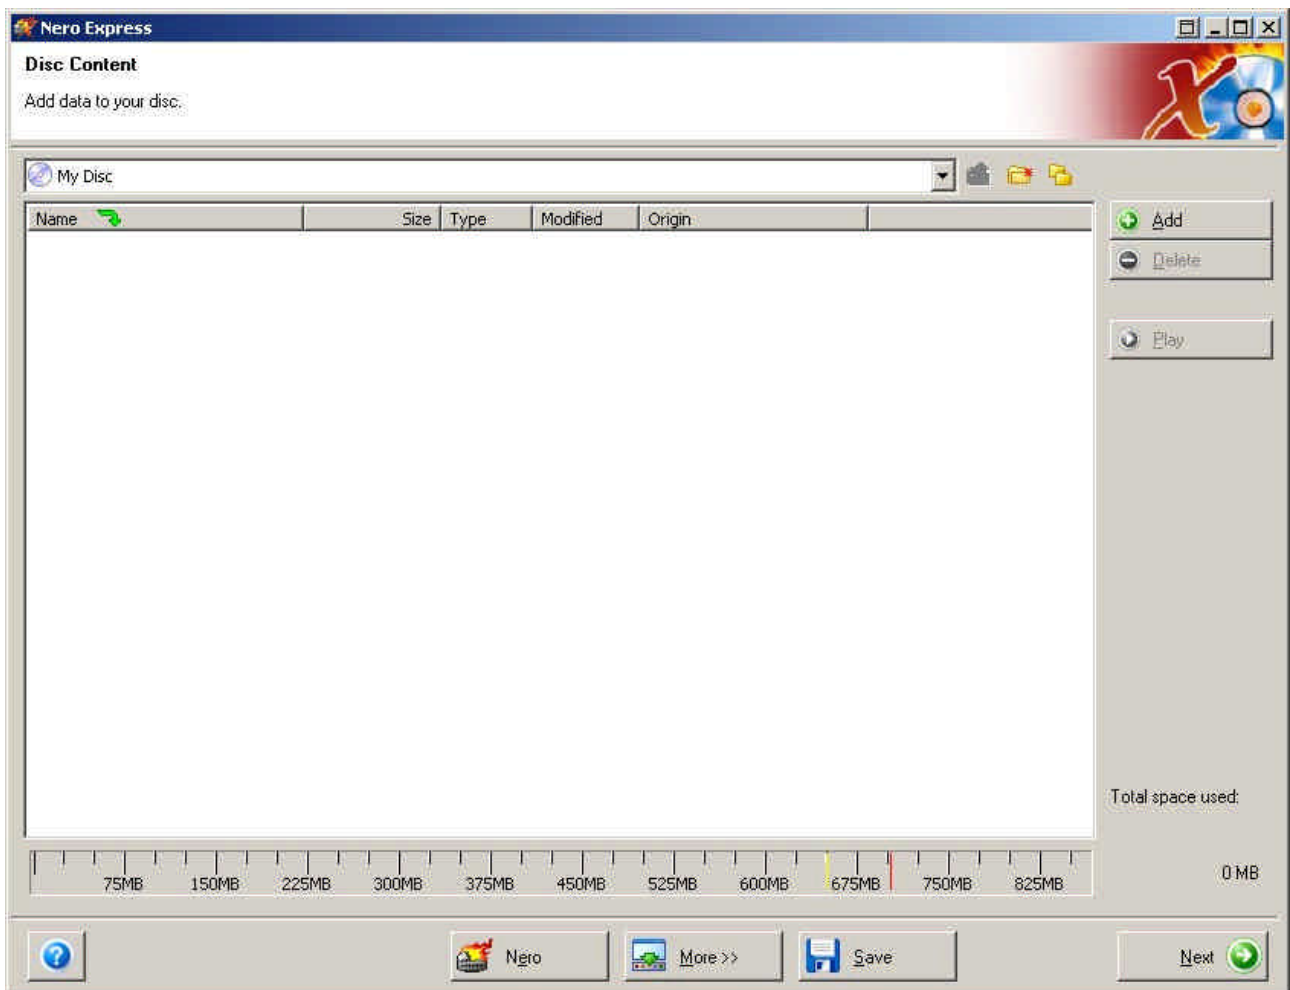 Nero Express
Disc Content
Add data to your disc.
My Disc
Name Size Type Modified Origin
Add
Delete
Play
Total space used:
0 MB
75MB 150MB 225MB 300MB 375MB 450MB 525MB 600MB 675MB 750MB 825MB
Nero More >> Save Next